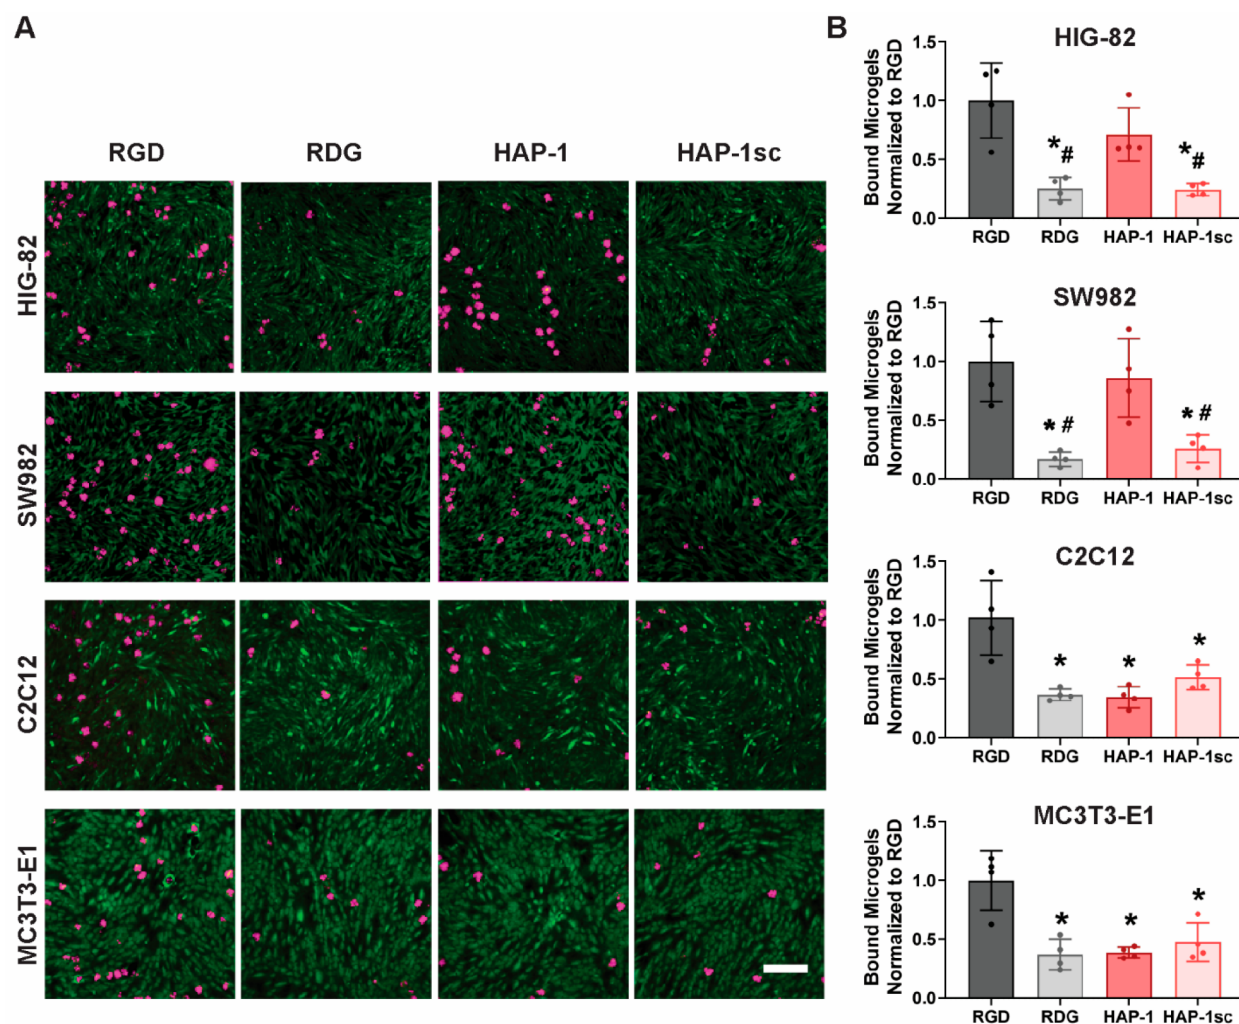 A
RGD RDG HAP-1 HAP-1sc
HIG-82
SW982
C2C12
MC3T3-E1
B
HIG-82
Bound Microgels
Normalized to RGD
1.5
1.0
0.5
0.0
* # * #
RGD RDG HAP-1 HAP-1sc
SW982
Bound Microgels
Normalized to RGD
1.5
1.0
0.5
0.0
* # * #
RGD RDG HAP-1 HAP-1sc
C2C12
Bound Microgels
Normalized to RGD
1.5
1.0
0.5
0.0
* * *
RGD RDG HAP-1 HAP-1sc
MC3T3-E1
Bound Microgels
Normalized to RGD
1.5
1.0
0.5
0.0
* * *
RGD RDG HAP-1 HAP-1sc